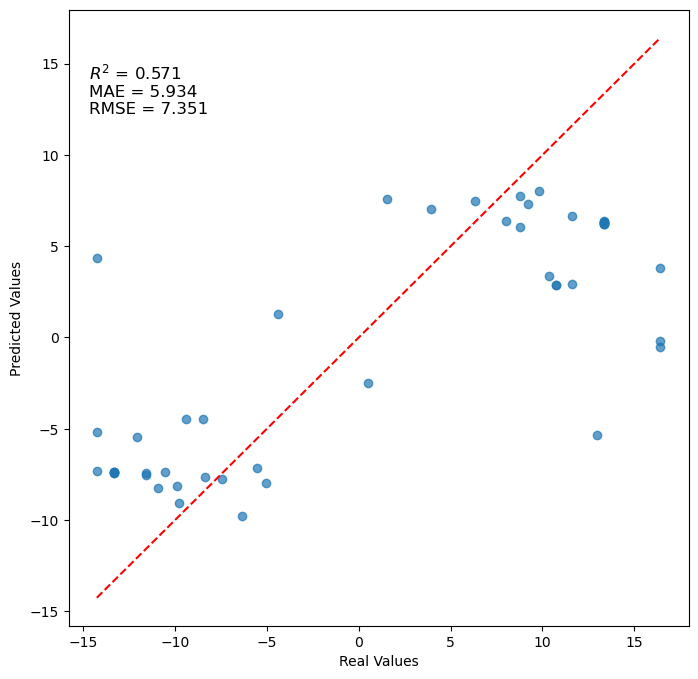 R² = 0.571
MAE = 5.934
RMSE = 7.351
15
10
5
0
−5
−10
−15
Predicted Values
−15 −10 −5 0 5 10 15
Real Values